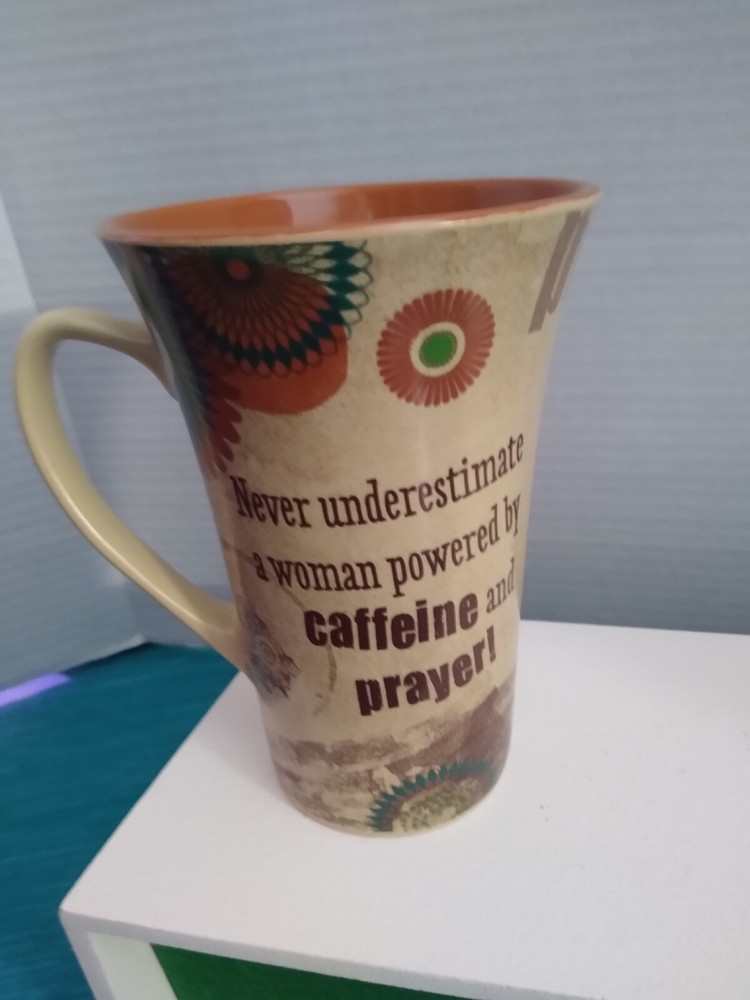 Never underestimate
a woman powered by
caffeine and
prayer!